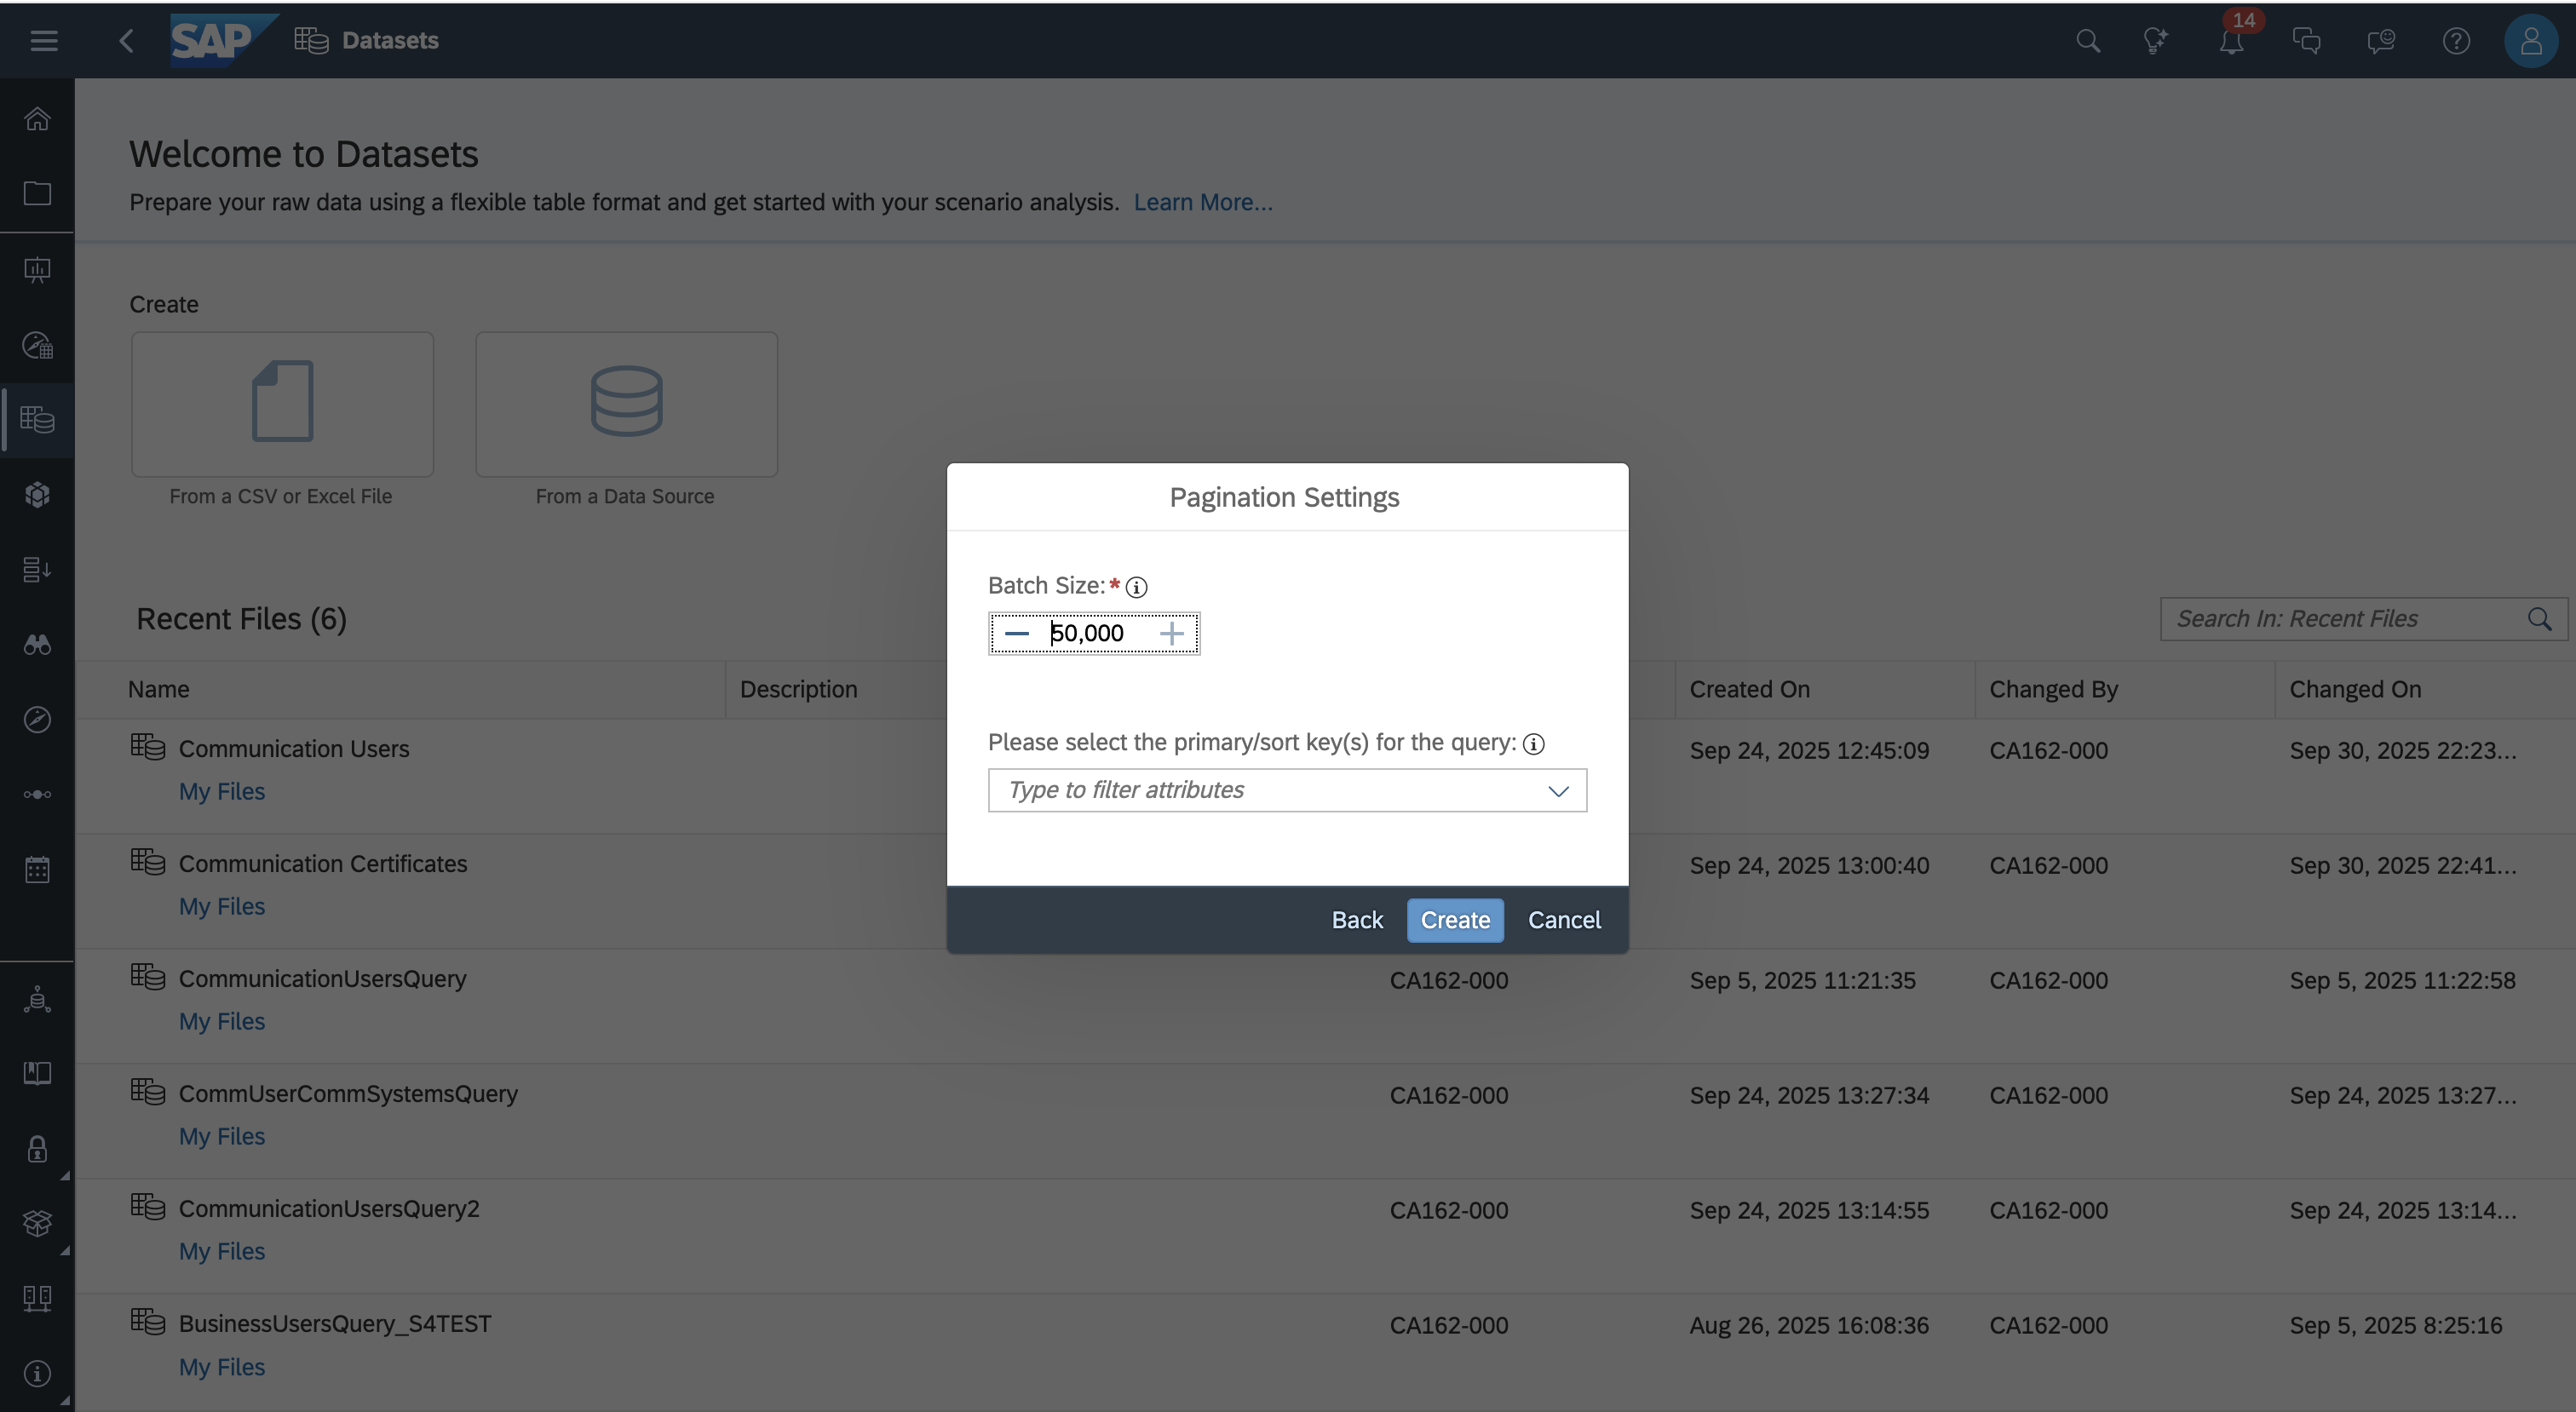 SAP
Datasets
14
Welcome to Datasets
Prepare your raw data using a flexible table format and get started with your scenario analysis. Learn More...
Create
From a CSV or Excel File
From a Data Source
Recent Files (6)
Search In: Recent Files
Name Description Created On Changed By Changed On
Communication Users Sep 24, 2025 12:45:09 CA162-000 Sep 30, 2025 22:23...
My Files
Communication Certificates Sep 24, 2025 13:00:40 CA162-000 Sep 30, 2025 22:41...
My Files
CommunicationUsersQuery CA162-000 Sep 5, 2025 11:21:35 CA162-000 Sep 5, 2025 11:22:58
My Files
CommUserCommSystemsQuery CA162-000 Sep 24, 2025 13:27:34 CA162-000 Sep 24, 2025 13:27...
My Files
CommunicationUsersQuery2 CA162-000 Sep 24, 2025 13:14:55 CA162-000 Sep 24, 2025 13:14...
My Files
BusinessUsersQuery_S4TEST CA162-000 Aug 26, 2025 16:08:36 CA162-000 Sep 5, 2025 8:25:16
My Files
Pagination Settings
Batch Size:*
50,000
Please select the primary/sort key(s) for the query:
Type to filter attributes
Back Create Cancel